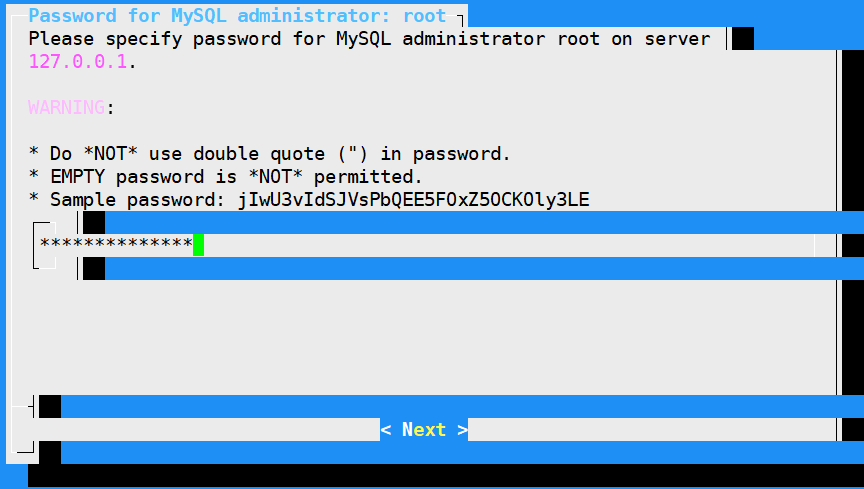 Password for MySQL administrator: root
Please specify password for MySQL administrator root on server
127.0.0.1.
WARNING:
* Do *NOT* use double quote (") in password.
* EMPTY password is *NOT* permitted.
* Sample password: jIwU3vIdSJVsPbQEE5FOxZ5OCKOly3LE
**************
< Next >